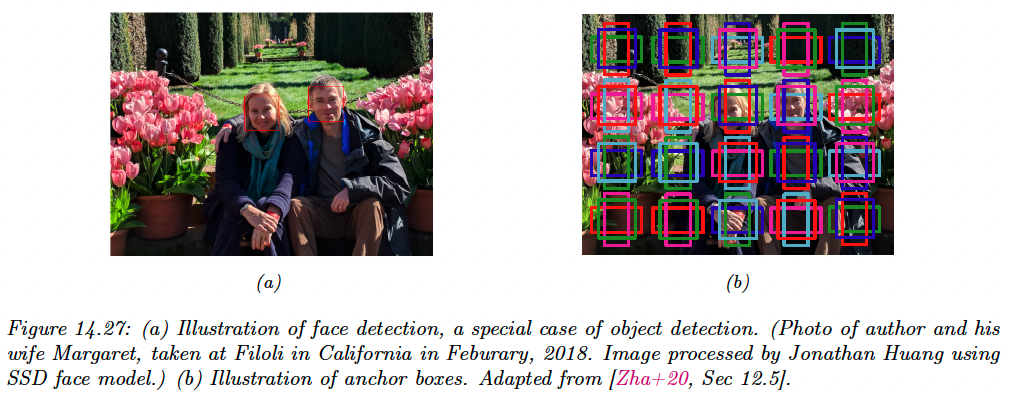 (a)
(b)
Figure 14.27: (a) Illustration of face detection, a special case of object detection. (Photo of author and his
wife Margaret, taken at Filoli in California in Feburary, 2018. Image processed by Jonathan Huang using
SSD face model.) (b) Illustration of anchor boxes. Adapted from [Zha+20, Sec 12.5].